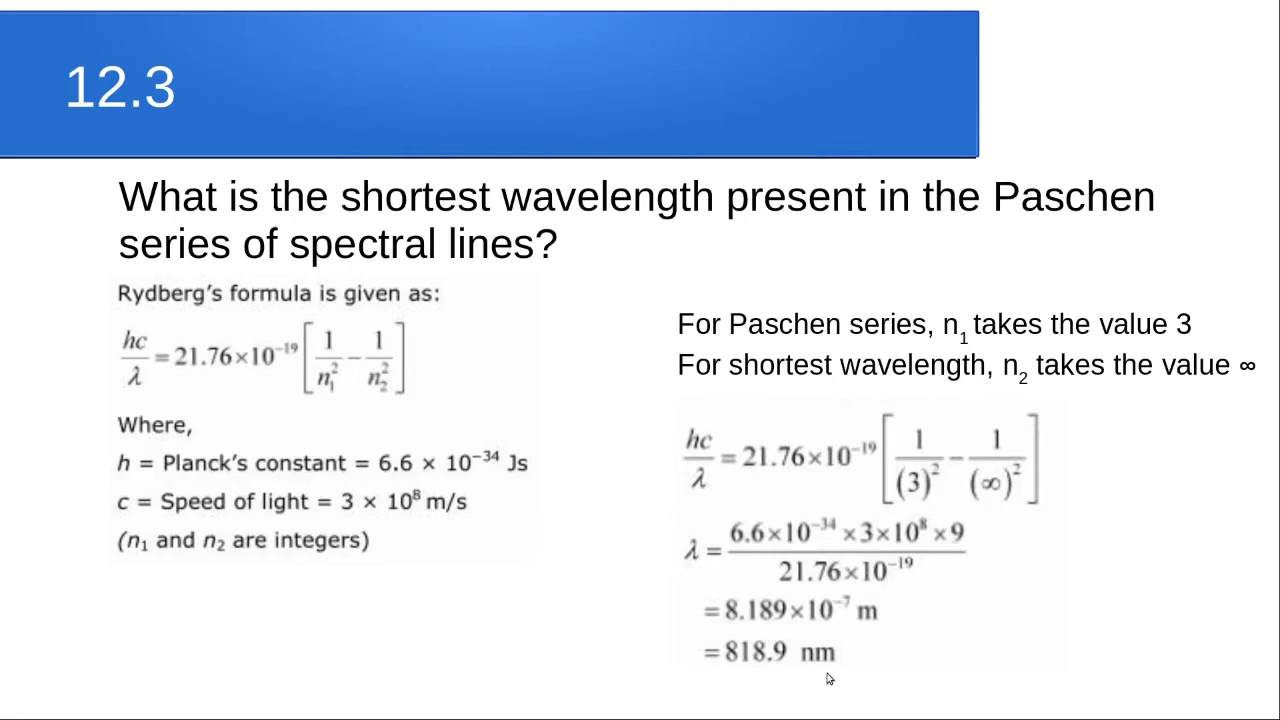 12.3
What is the shortest wavelength present in the Paschen
series of spectral lines?
Rydberg's formula is given as:
hc/λ = 21.76×10⁻¹⁹ [1/n₁² − 1/n₂²]
Where,
h = Planck's constant = 6.6 × 10⁻³⁴ Js
c = Speed of light = 3 × 10⁸ m/s
(n₁ and n₂ are integers)
For Paschen series, n₁ takes the value 3
For shortest wavelength, n₂ takes the value ∞
hc/λ = 21.76×10⁻¹⁹ [1/(3)² − 1/(∞)²]
λ = 6.6×10⁻³⁴ ×3×10⁸ ×9 / 21.76×10⁻¹⁹
= 8.189×10⁻⁷ m
= 818.9 nm